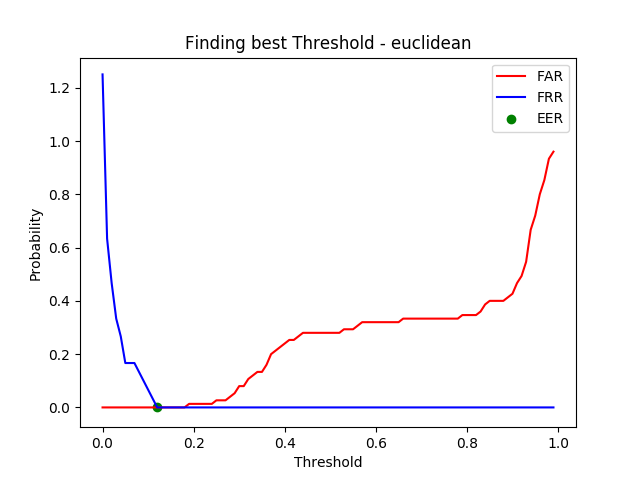 Finding best Threshold - euclidean
FAR
FRR
EER
1.2
1.0
0.8
0.6
0.4
0.2
0.0
Probability
0.0 0.2 0.4 0.6 0.8 1.0
Threshold